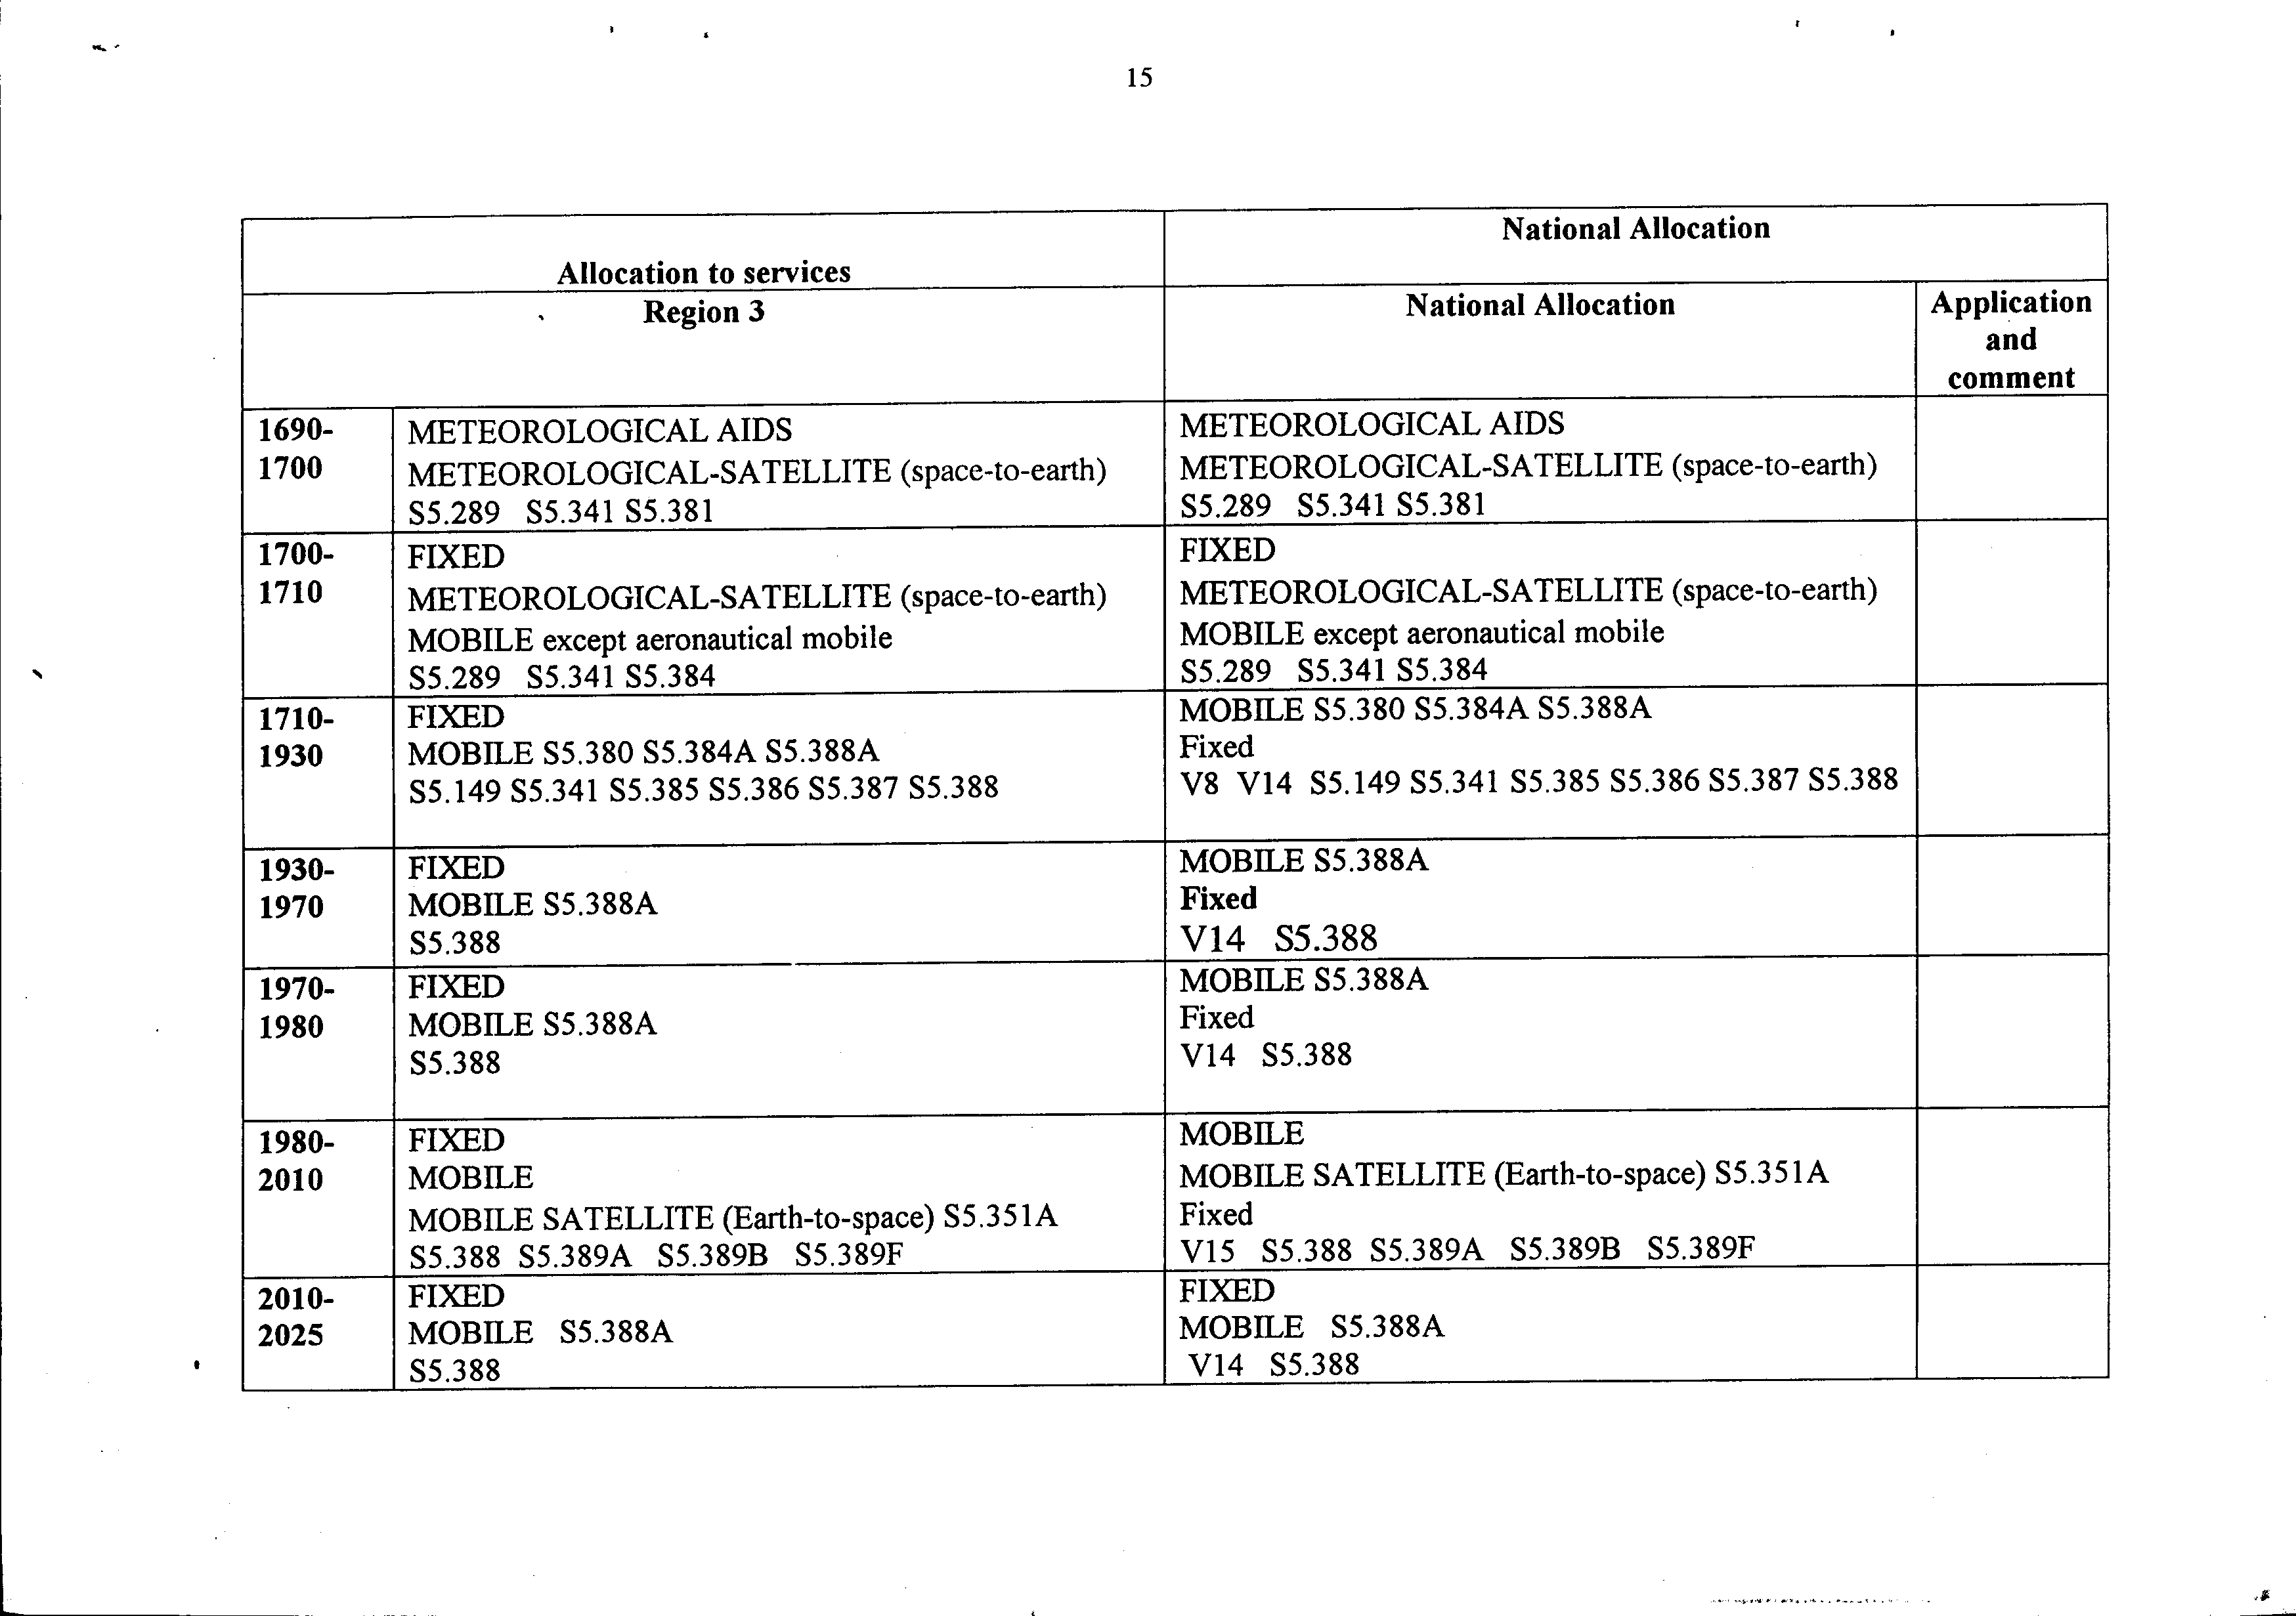 15
National Allocation
Allocation to services
Region 3
National Allocation
Application
and
comment
1690-
1700
METEOROLOGICAL AIDS
METEOROLOGICAL-SATELLITE (space-to-earth)
S5.289 S5.341 S5.381
METEOROLOGICAL AIDS
METEOROLOGICAL-SATELLITE (space-to-earth)
S5.289 S5.341 S5.381
1700-
1710
FIXED
METEOROLOGICAL-SATELLITE (space-to-earth)
MOBILE except aeronautical mobile
S5.289 S5.341 S5.384
FIXED
METEOROLOGICAL-SATELLITE (space-to-earth)
MOBILE except aeronautical mobile
S5.289 S5.341 S5.384
1710-
1930
FIXED
MOBILE S5.380 S5.384A S5.388A
S5.149 S5.341 S5.385 S5.386 S5.387 S5.388
MOBILE S5.380 S5.384A S5.388A
Fixed
V8 V14 S5.149 S5.341 S5.385 S5.386 S5.387 S5.388
1930-
1970
FIXED
MOBILE S5.388A
S5.388
MOBILE S5.388A
Fixed
V14 S5.388
1970-
1980
FIXED
MOBILE S5.388A
S5.388
MOBILE S5.388A
Fixed
V14 S5.388
1980-
2010
FIXED
MOBILE
MOBILE SATELLITE (Earth-to-space) S5.351A
S5.388 S5.389A S5.389B S5.389F
MOBILE
MOBILE SATELLITE (Earth-to-space) S5.351A
Fixed
V15 S5.388 S5.389A S5.389B S5.389F
2010-
2025
FIXED
MOBILE S5.388A
S5.388
FIXED
MOBILE S5.388A
V14 S5.388